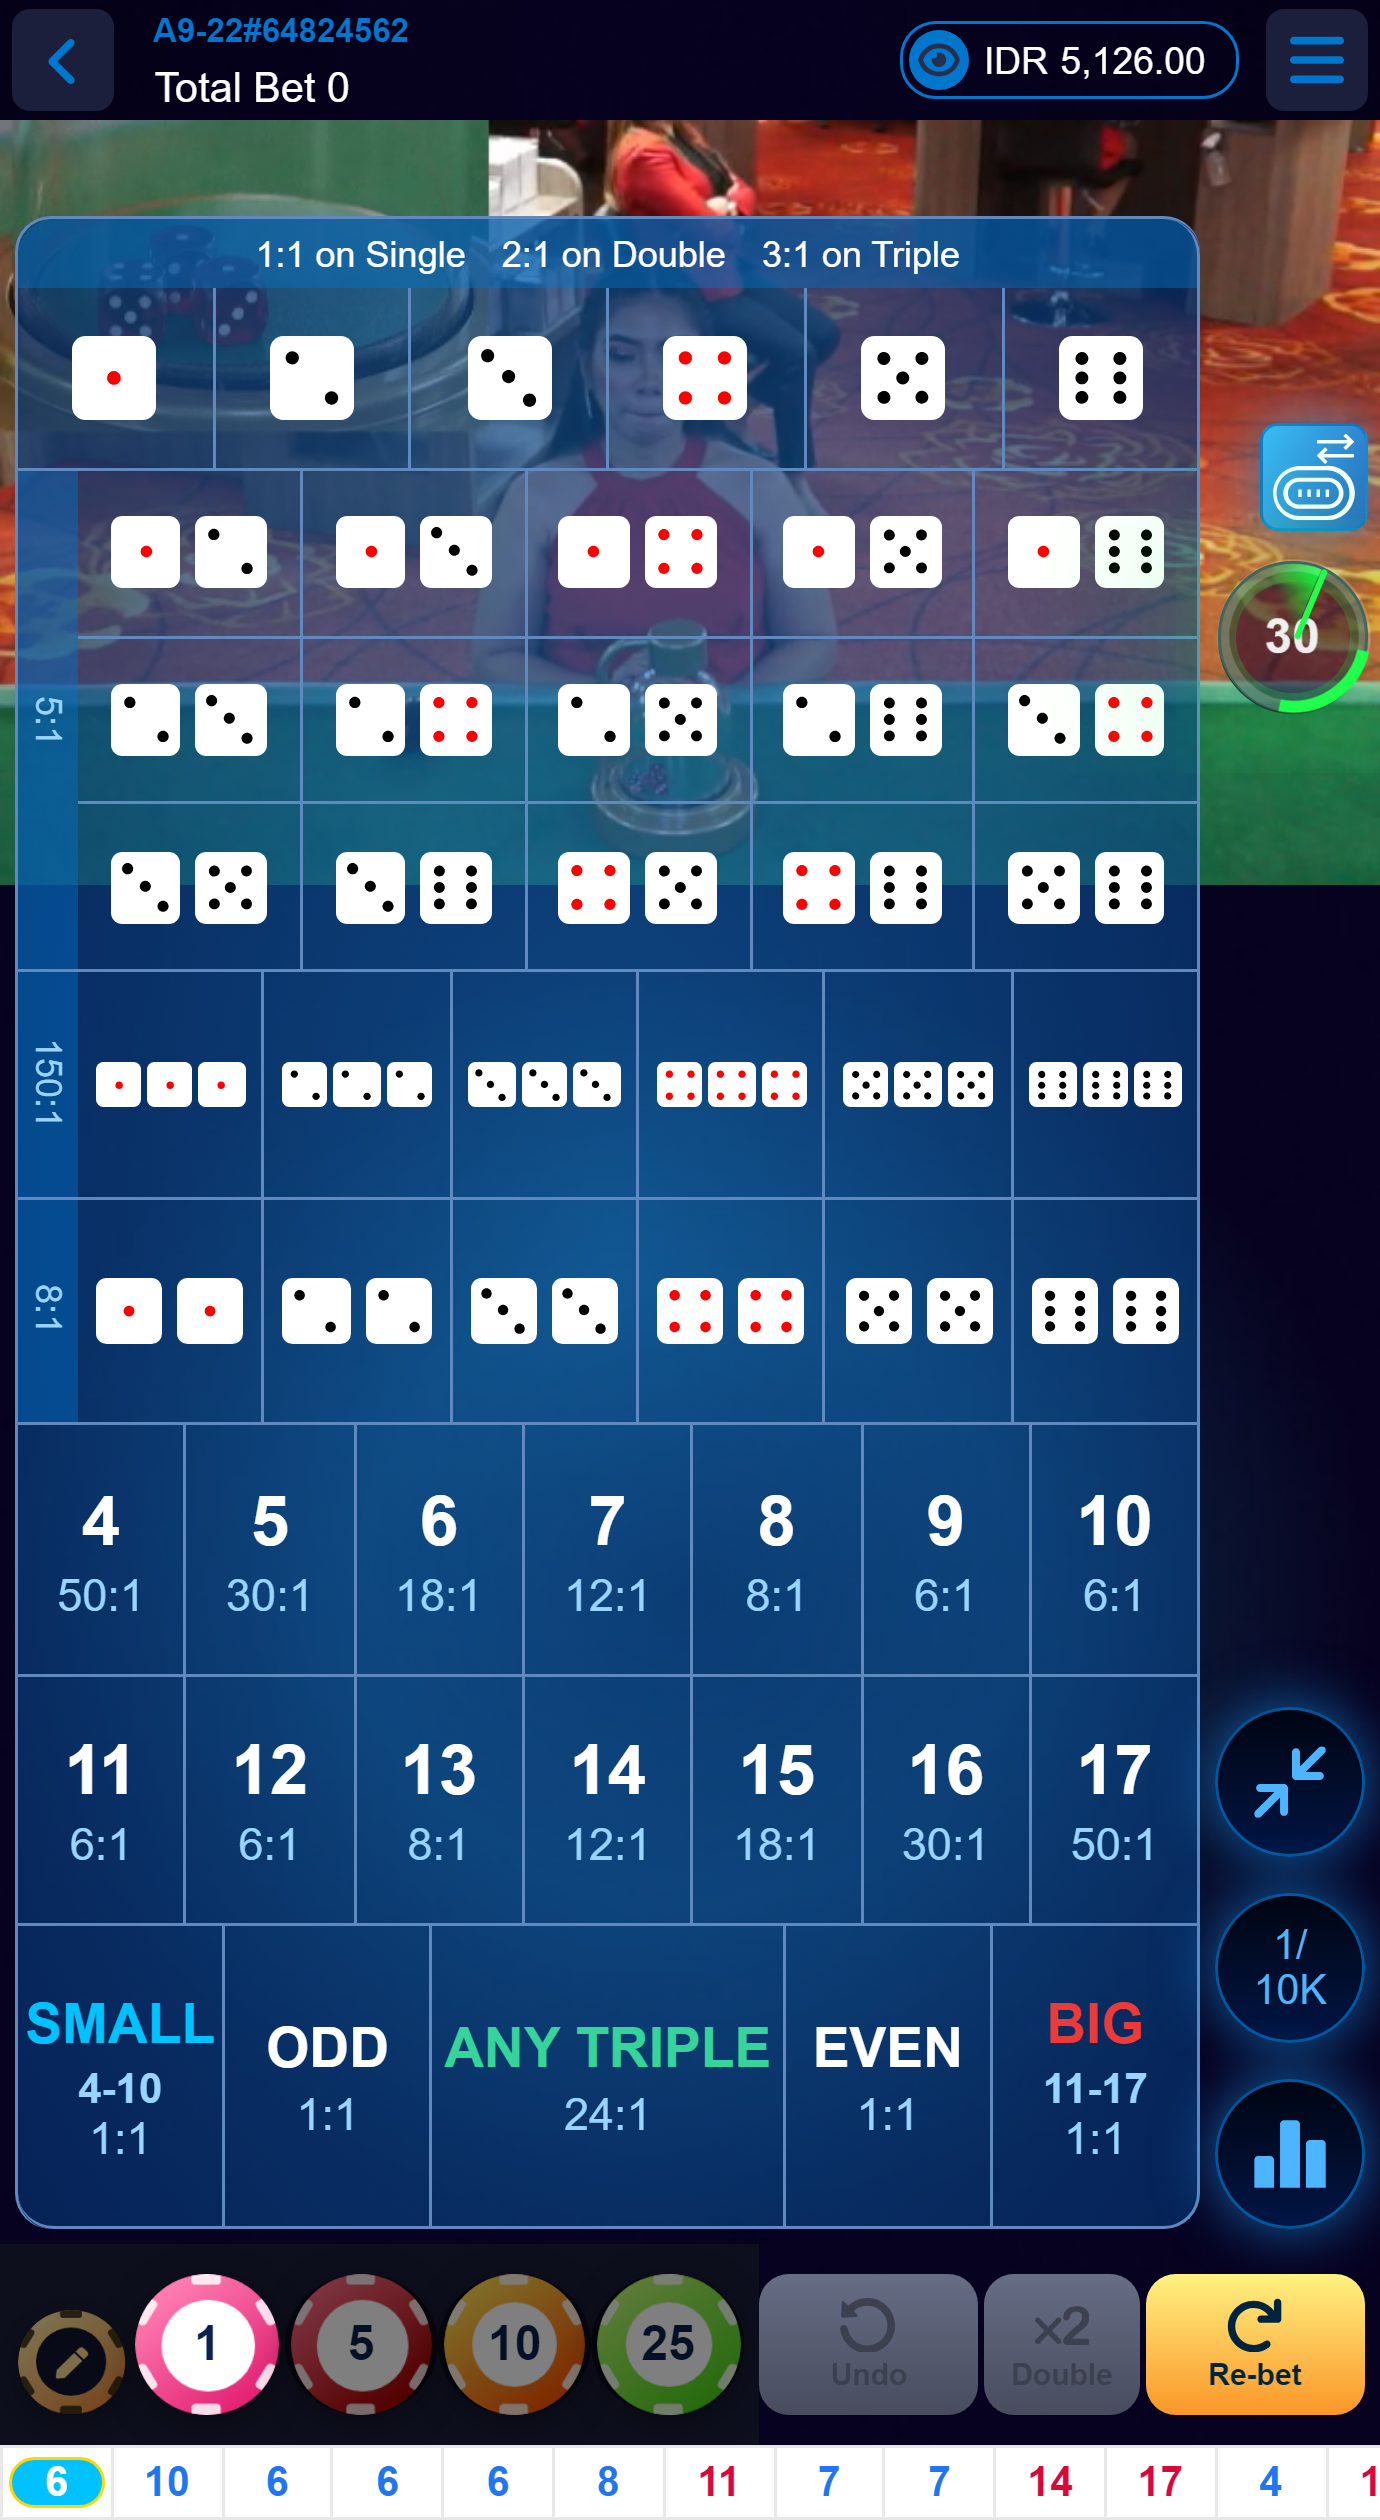 A9-22#64824562
Total Bet 0
IDR 5,126.00
1:1 on Single 2:1 on Double 3:1 on Triple
30
5:1
150:1
8:1
4 5 6 7 8 9 10
50:1 30:1 18:1 12:1 8:1 6:1 6:1
11 12 13 14 15 16 17
6:1 6:1 8:1 12:1 18:1 30:1 50:1
SMALL ODD ANY TRIPLE EVEN BIG
4-10 11-17
1:1 1:1 24:1 1:1 1:1
1/
10K
1 5 10 25
Undo x2 Double Re-bet
6 10 6 6 6 8 11 7 7 14 17 4